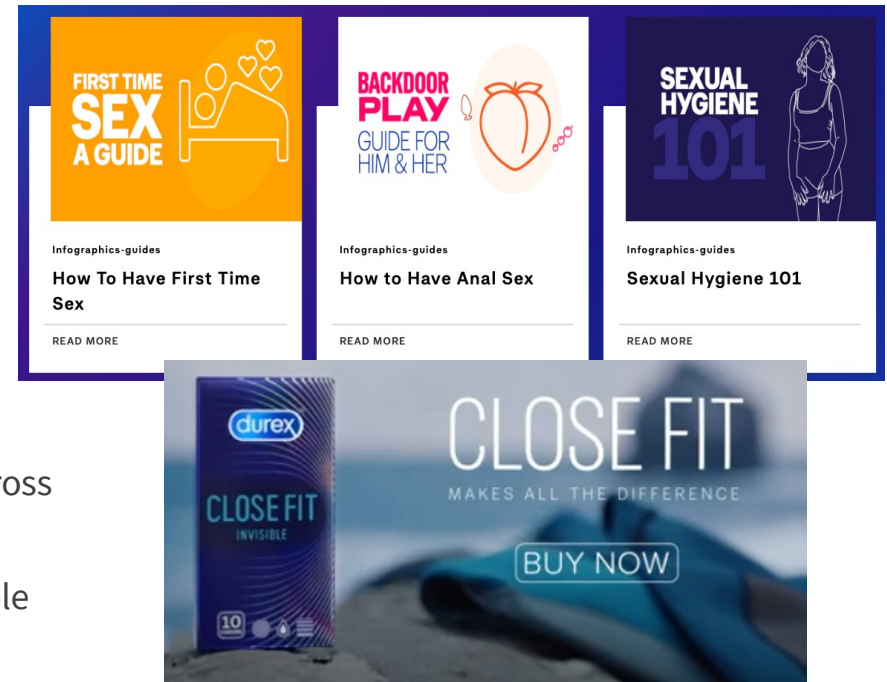 FIRST TIME
SEX
A GUIDE
Infographics-guides
How To Have First Time
Sex
READ MORE
BACKDOOR
PLAY
GUIDE FOR
HIM & HER
Infographics-guides
How to Have Anal Sex
READ MORE
SEXUAL
HYGIENE
101
Infographics-guides
Sexual Hygiene 101
READ MORE
durex
CLOSE FIT
INVISIBLE
10
CLOSE FIT
MAKES ALL THE DIFFERENCE
BUY NOW